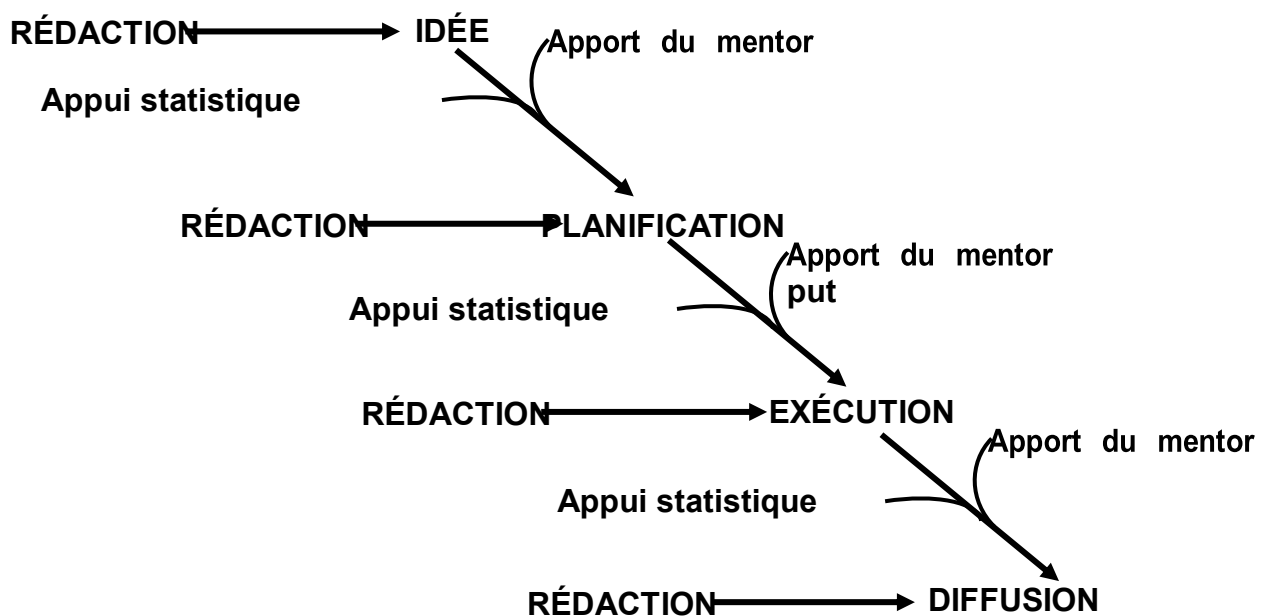 RÉDACTION IDÉE
Apport du mentor
Appui statistique
RÉDACTION PLANIFICATION
Apport du mentor
put
Appui statistique
RÉDACTION EXÉCUTION
Apport du mentor
Appui statistique
RÉDACTION DIFFUSION